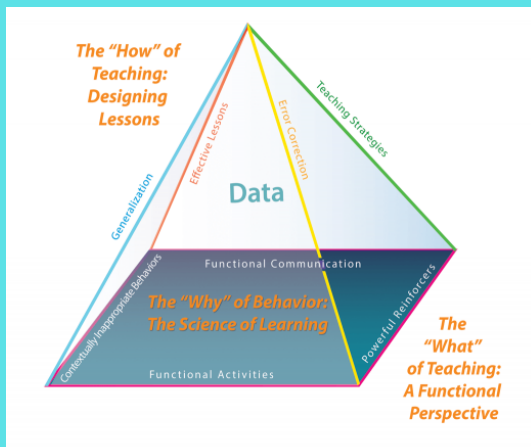 The “How” of
Teaching:
Designing
Lessons
Generalization
Effective Lessons
Error Correction
Teaching Strategies
Data
Contextually Inappropriate Behaviors
Functional Communication
The “Why” of Behavior:
The Science of Learning
Powerful Reinforcers
Functional Activities
The
“What”
of Teaching:
A Functional
Perspective